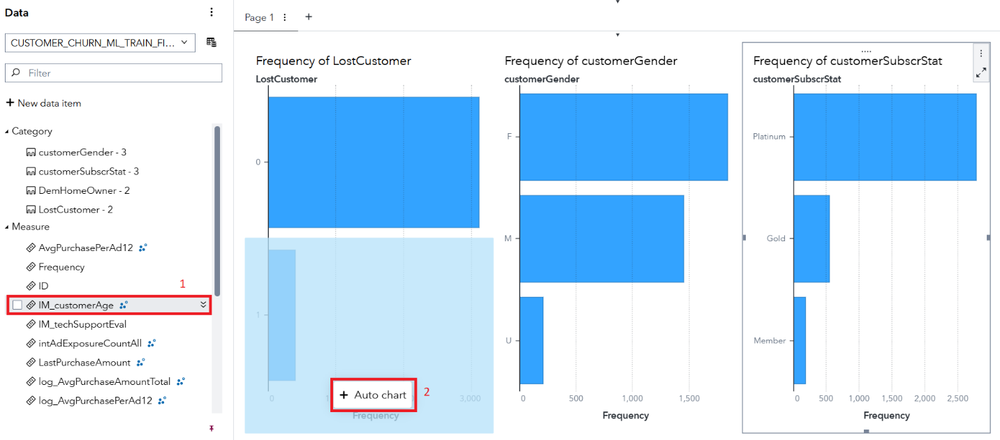 Data
CUSTOMER_CHURN_ML_TRAIN_FI...
Filter
New data item
Category
customerGender - 3
customerSubscrStat - 3
DemHomeOwner - 2
LostCustomer - 2
Measure
AvgPurchasePerAd12
Frequency
ID
1
IM_customerAge
IM_techSupportEval
intAdExposureCountAll
LastPurchaseAmount
log_AvgPurchaseAmountTotal
log_AvgPurchasePerAd12
Page 1
Frequency of LostCustomer
LostCustomer
0
1
0
3,000
Frequency
+ Auto chart
2
Frequency of customerGender
customerGender
F
M
U
0 500 1,000 1,500
Frequency
Frequency of customerSubscrStat
customerSubscrStat
Platinum
Gold
Member
0 500 1,000 1,500 2,000 2,500
Frequency